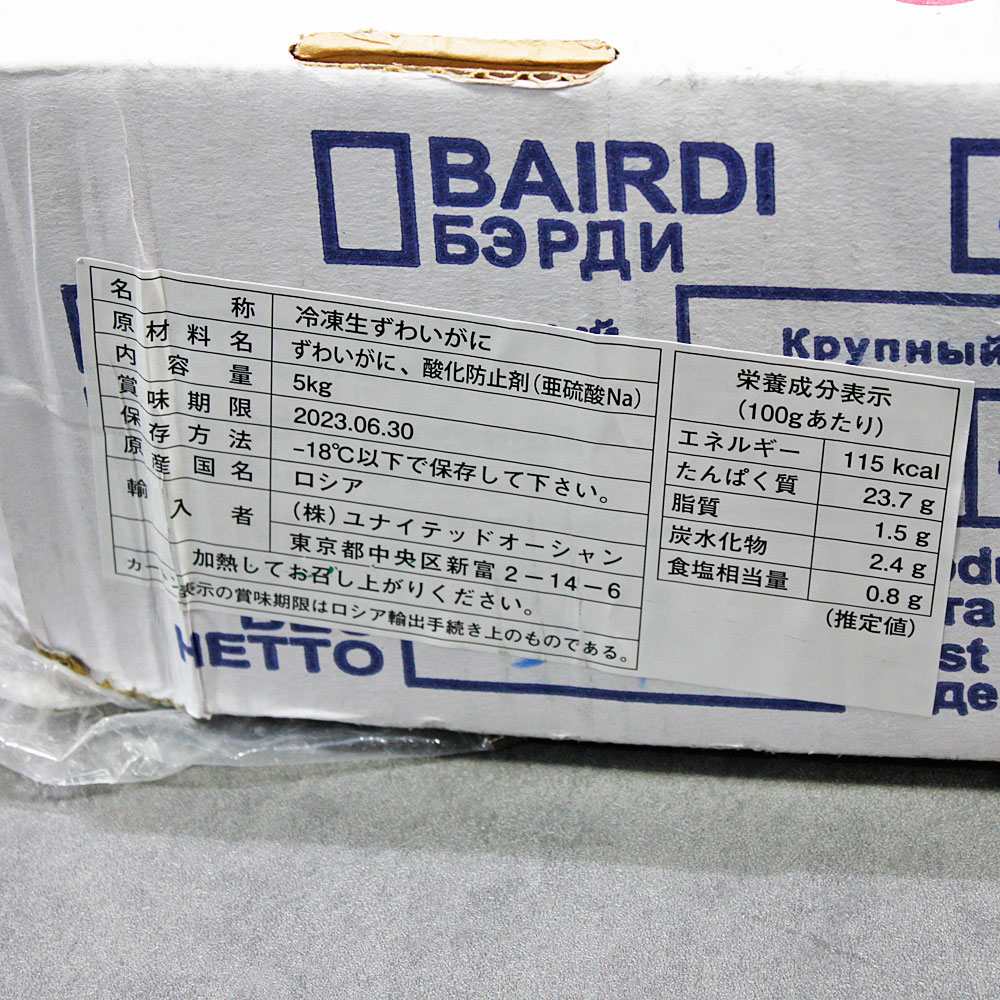 BAIRDI
БЭРДИ
Крупный
名称 冷凍生ずわいがに
原材料名 ずわいがに、酸化防止剤(亜硫酸Na)
内容量 5kg
賞味期限 2023.06.30
保存方法 -18℃以下で保存して下さい。
原産国名 ロシア
輸入者 (株)ユナイテッドオーシャン
東京都中央区新富2-14-6
加熱してお召し上がりください。
カートン表示の賞味期限はロシア輸出手続き上のものである。
栄養成分表示
(100gあたり)
エネルギー 115 kcal
たんぱく質 23.7 g
脂質 1.5 g
炭水化物 2.4 g
食塩相当量 0.8 g
(推定値)
НЕТТО